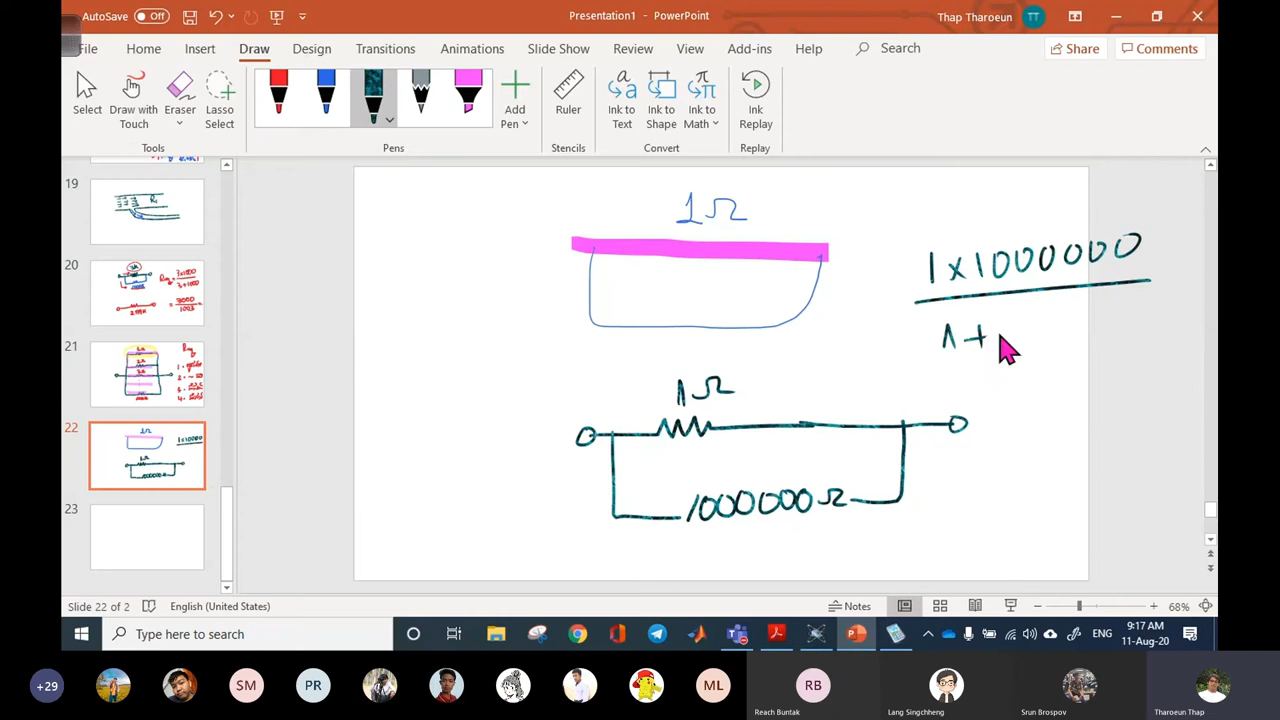 AutoSave Off
Presentation1 - PowerPoint
Thap Tharoeun TT
File Home Insert Draw Design Transitions Animations Slide Show Review View Add-ins Help Search Share Comments
Select
Draw with Touch
Eraser
Lasso Select
Add Pen
Ruler
Ink to Text
Ink to Shape
Ink to Math
Ink Replay
Tools Pens Stencils Convert Replay
19
20
21
22
23
1Ω
1x1000000
1+
1Ω
1000000Ω
Slide 22 of 2 English (United States) Notes 68%
Type here to search
ENG
9:17 AM
11-Aug-20
+29 SM PR ML RB
Reach Buntak
Lang Singchheng
Srun Brospov
Tharoeun Thap